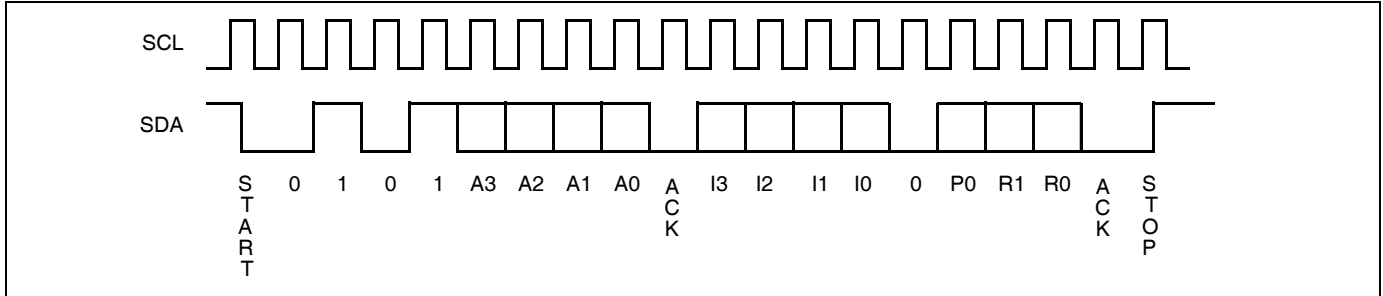 SCL
SDA
START 0 1 0 1 A3 A2 A1 A0 ACK I3 I2 I1 I0 0 P0 R1 R0 ACK STOP